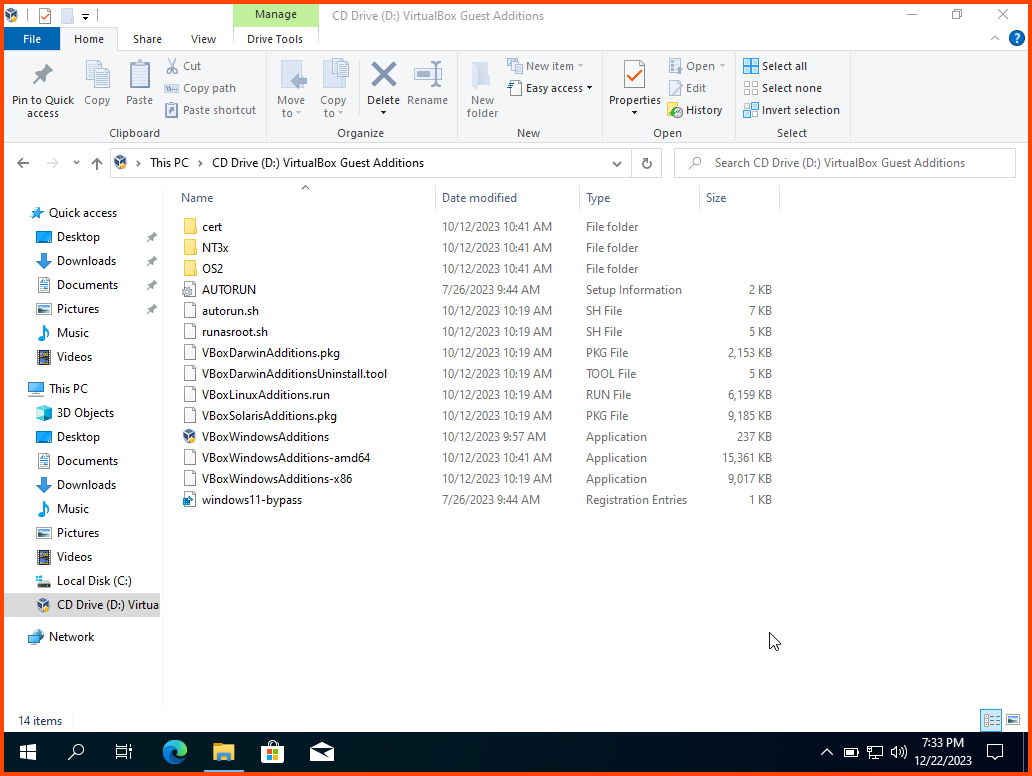 Manage
CD Drive (D:) VirtualBox Guest Additions
File
Home
Share
View
Drive Tools
?
Pin to Quick access
Copy
Paste
Cut
Copy path
Paste shortcut
Clipboard
Move to
Copy to
Delete
Rename
Organize
New folder
New item
Easy access
New
Properties
Open
Edit
History
Open
Select all
Select none
Invert selection
Select
This PC > CD Drive (D:) VirtualBox Guest Additions
Search CD Drive (D:) VirtualBox Guest Additions
Name Date modified Type Size
Quick access
Desktop
Downloads
Documents
Pictures
Music
Videos
This PC
3D Objects
Desktop
Documents
Downloads
Music
Pictures
Videos
Local Disk (C:)
CD Drive (D:) Virtua
Network
cert 10/12/2023 10:41 AM File folder
NT3x 10/12/2023 10:41 AM File folder
OS2 10/12/2023 10:41 AM File folder
AUTORUN 7/26/2023 9:44 AM Setup Information 2 KB
autorun.sh 10/12/2023 10:19 AM SH File 7 KB
runasroot.sh 10/12/2023 10:19 AM SH File 5 KB
VBoxDarwinAdditions.pkg 10/12/2023 10:19 AM PKG File 2,153 KB
VBoxDarwinAdditionsUninstall.tool 10/12/2023 10:19 AM TOOL File 5 KB
VBoxLinuxAdditions.run 10/12/2023 10:19 AM RUN File 6,159 KB
VBoxSolarisAdditions.pkg 10/12/2023 10:19 AM PKG File 9,185 KB
VBoxWindowsAdditions 10/12/2023 9:57 AM Application 237 KB
VBoxWindowsAdditions-amd64 10/12/2023 10:41 AM Application 15,361 KB
VBoxWindowsAdditions-x86 10/12/2023 10:19 AM Application 9,017 KB
windows11-bypass 7/26/2023 9:44 AM Registration Entries 1 KB
14 items
7:33 PM
12/22/2023